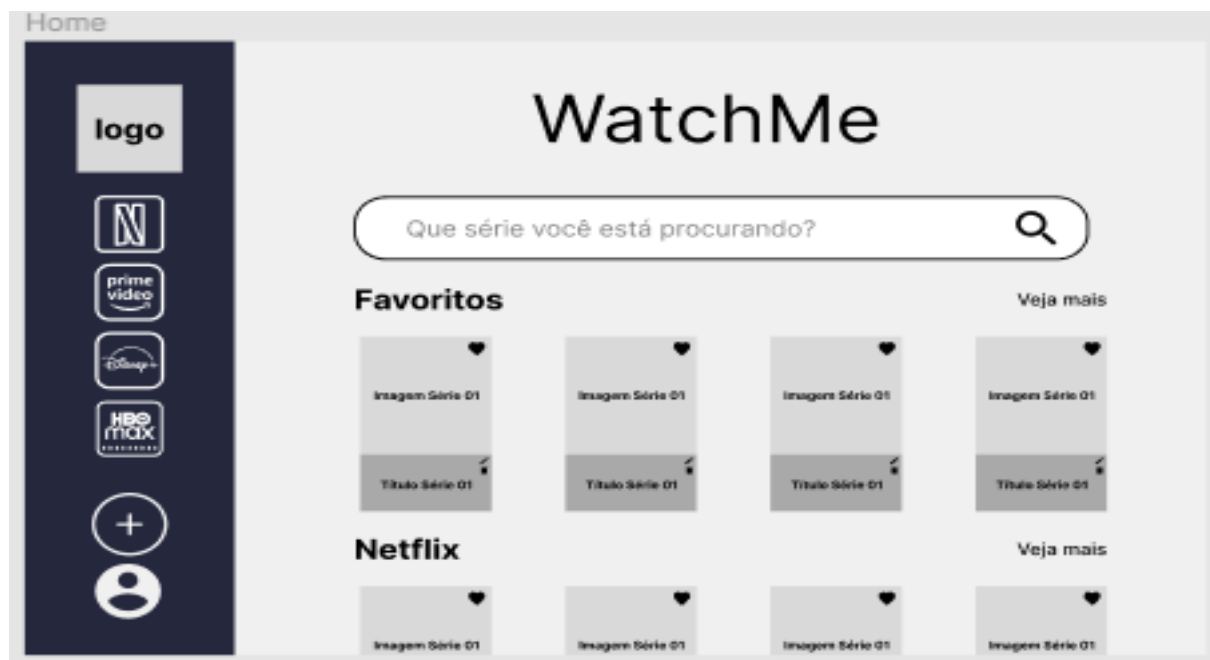 Home
logo
N
prime
video
Disney+
HBO
max
WatchMe
Que série você está procurando?
Favoritos
Veja mais
Imagem Série 01
Imagem Série 01
Imagem Série 01
Imagem Série 01
Título Série 01
Título Série 01
Título Série 01
Título Série 01
Netflix
Veja mais
Imagem Série 01
Imagem Série 01
Imagem Série 01
Imagem Série 01